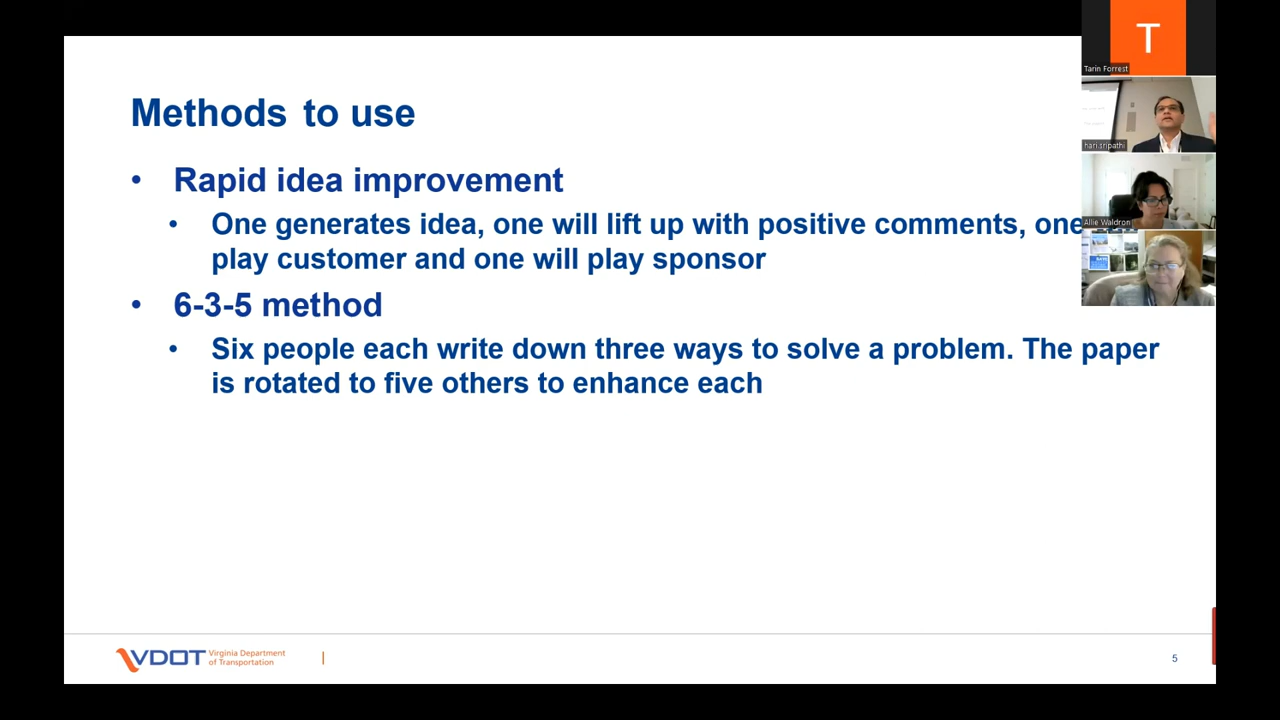 T
Tarin Forrest
Methods to use
hari.sripathi
• Rapid idea improvement
• One generates idea, one will lift up with positive comments, one
Allie Waldron
play customer and one will play sponsor
• 6-3-5 method
• Six people each write down three ways to solve a problem. The paper
is rotated to five others to enhance each
VDOT Virginia Department
of Transportation
5